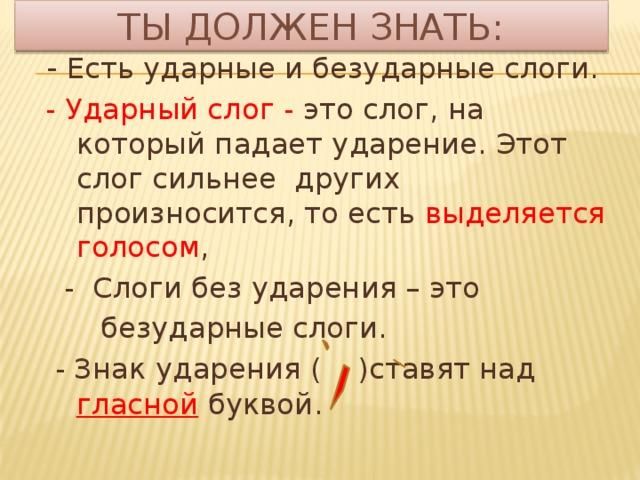 ТЫ ДОЛЖЕН ЗНАТЬ:
- Есть ударные и безударные слоги.
- Ударный слог - это слог, на
который падает ударение. Этот
слог сильнее других
произносится, то есть выделяется
голосом,
- Слоги без ударения – это
безударные слоги.
- Знак ударения ( )ставят над
гласной буквой.